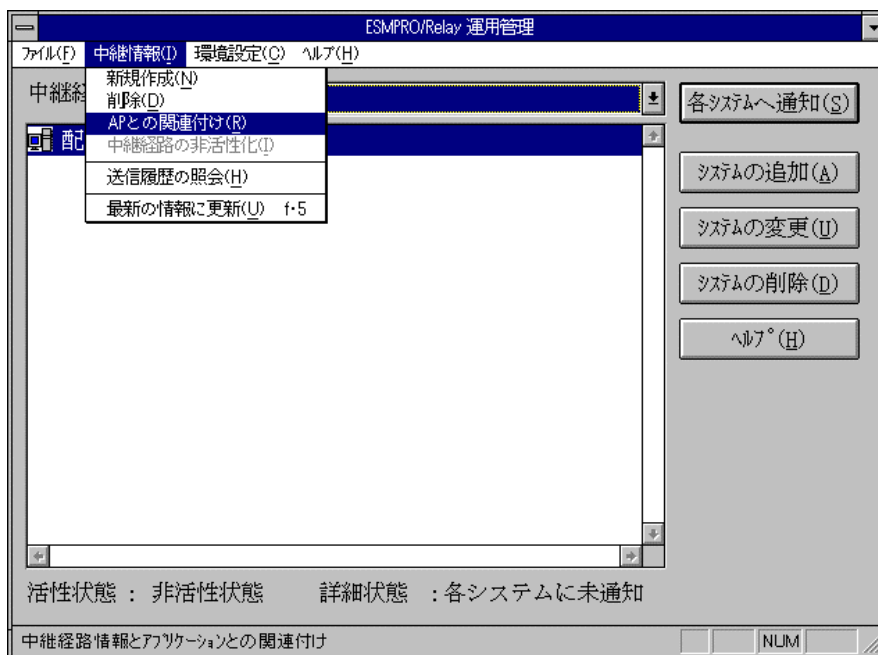 ESMPRO/Relay 運用管理
ﾌｧｲﾙ(F) 中継情報(I) 環境設定(C) ﾍﾙﾌﾟ(H)
新規作成(N)
中継経
各ｼｽﾃﾑへ通知(S)
削除(D)
APとの関連付け(R)
配
中継経路の非活性化(I)
送信履歴の照会(H)
ｼｽﾃﾑの追加(A)
最新の情報に更新(U) f･5
ｼｽﾃﾑの変更(U)
ｼｽﾃﾑの削除(D)
ﾍﾙﾌﾟ(H)
活性状態 : 非活性状態 詳細状態 :各システムに未通知
中継経路情報とｱﾌﾟﾘｹｰｼｮﾝとの関連付け NUM